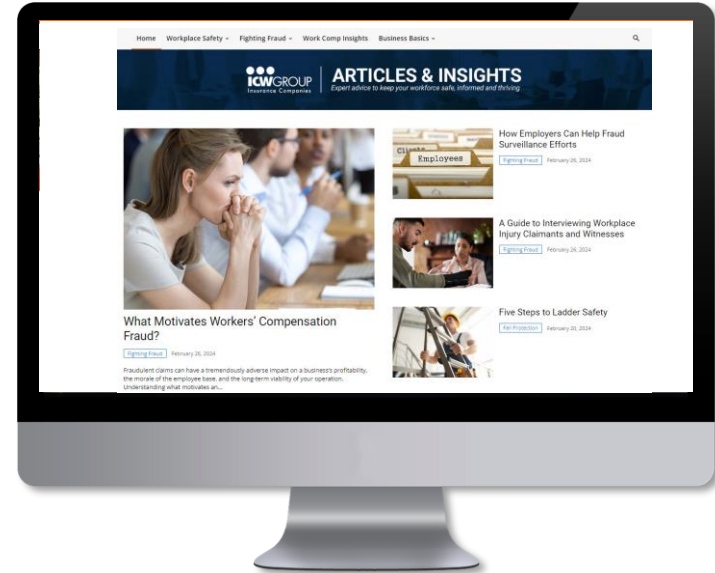 Home Workplace Safety Fighting Fraud Work Comp Insights Business Basics
ICWGROUP
Insurance Companies
ARTICLES & INSIGHTS
Expert advice to keep your workforce safe, informed and thriving
Clients
Employees
How Employers Can Help Fraud
Surveillance Efforts
Fighting Fraud February 26, 2024
A Guide to Interviewing Workplace
Injury Claimants and Witnesses
Fighting Fraud February 26, 2024
Five Steps to Ladder Safety
Fall Protection February 20, 2024
What Motivates Workers' Compensation
Fraud?
Fighting Fraud February 26, 2024
Fraudulent claims can have a tremendously adverse impact on a business's profitability,
the morale of the employee base, and the long-term viability of your operation.
Understanding what motivates an...